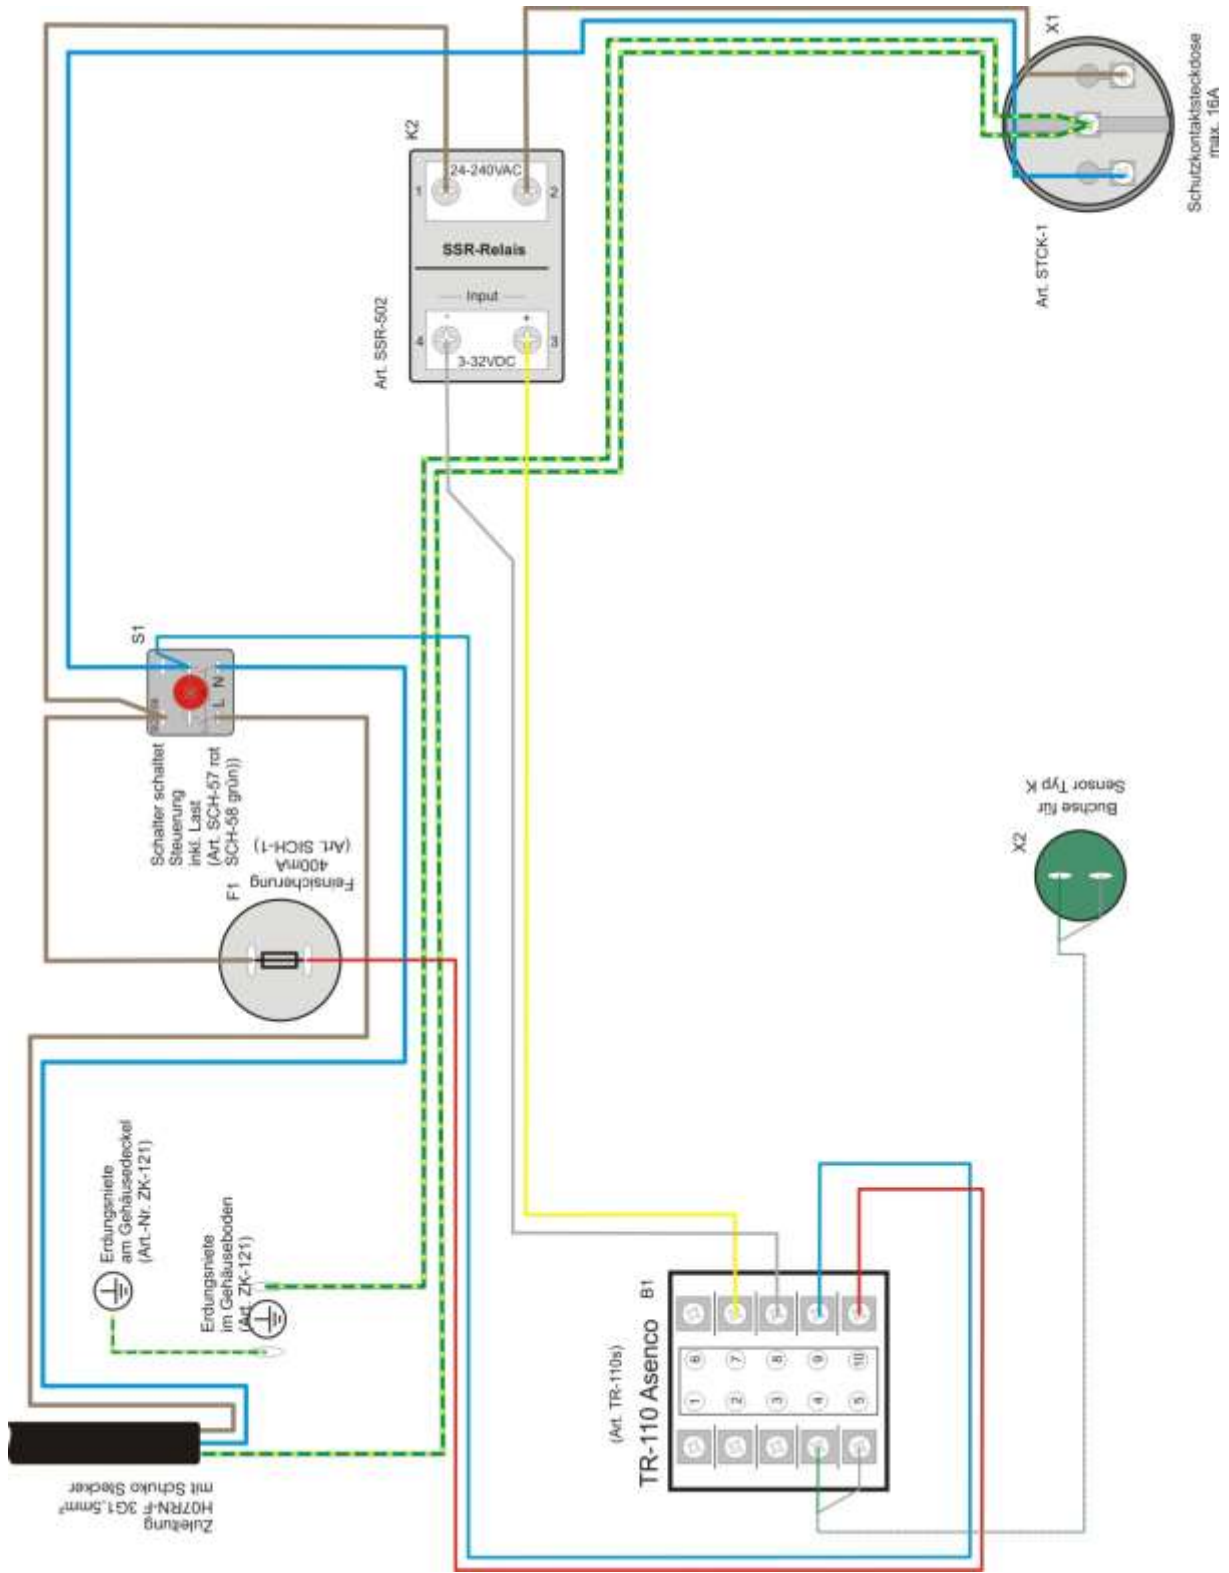 X1
Schutzkontaktsteckdose
max. 16A
Art. STCK-1
K2
24-240VAC
1
2
SSR-Relais
Input
-
+
4
3
3-32VDC
Art. SSR-502
S1
L N
Schalter schaltet
Steuerung
inkl. Last
(Art. SCH-57 rot
SCH-58 grün))
F1
Feinsicherung
400mA
(Art. SICH-1)
X2
Buchse für
Sensor Typ K
Erdungsniete
am Gehäusedeckel
(Art.-Nr. ZK-121)
Erdungsniete
im Gehäuseboden
(Art. ZK-121)
Zuleitung
H07RN-F 3G1,5mm²
mit Schuko Stecker
(Art. TR-110s)
TR-110 Asenco
B1
6 7 8 9 10
1 2 3 4 5